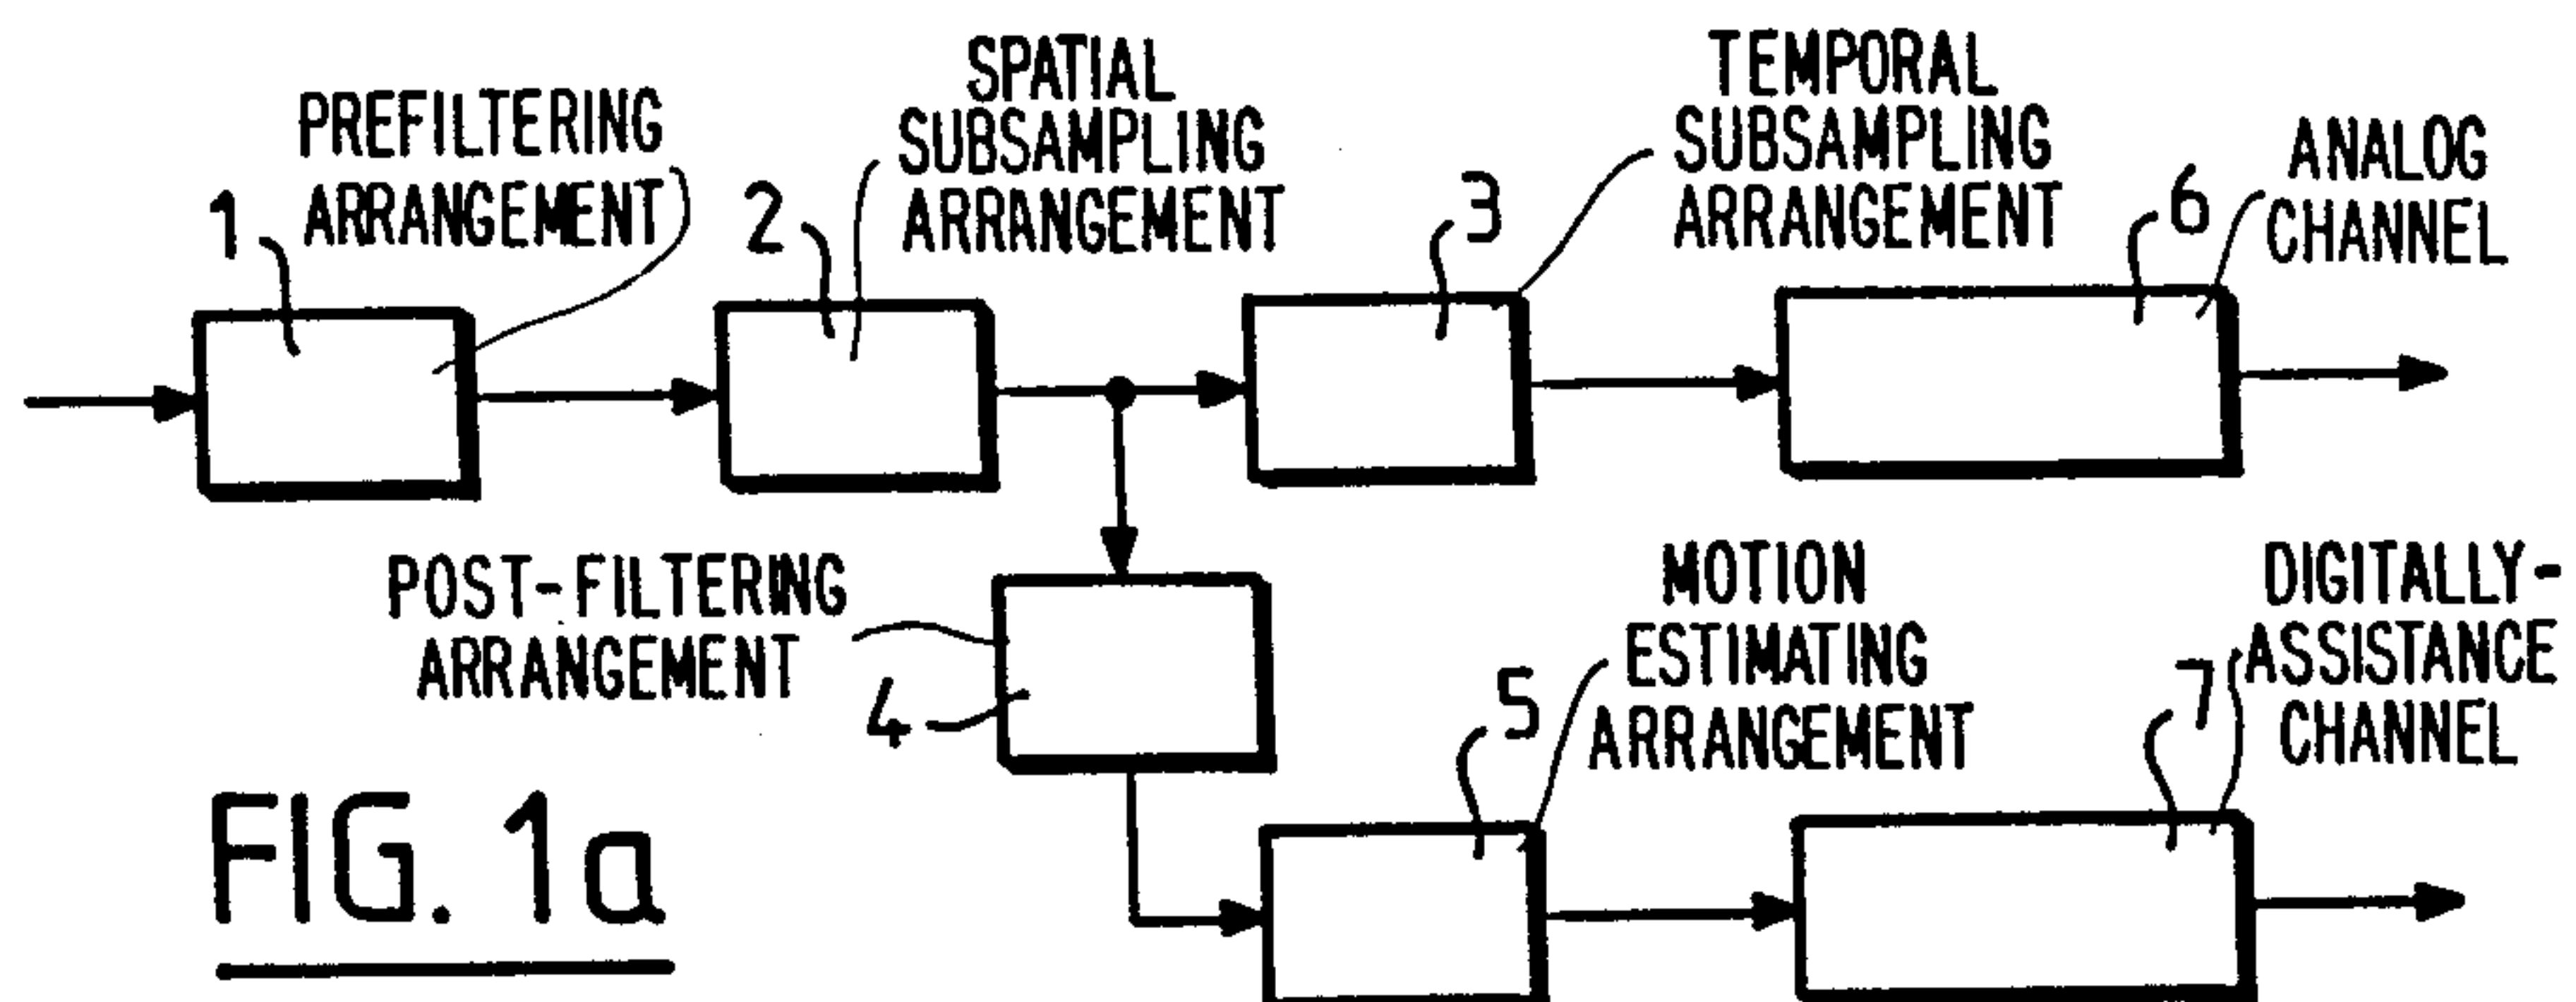 PREFILTERING
ARRANGEMENT
1
SPATIAL
SUBSAMPLING
ARRANGEMENT
2
3
TEMPORAL
SUBSAMPLING
ARRANGEMENT
6
ANALOG
CHANNEL
POST-FILTERING
ARRANGEMENT
4
MOTION
ESTIMATING
ARRANGEMENT
5
7
DIGITALLY-
ASSISTANCE
CHANNEL
FIG. 1a